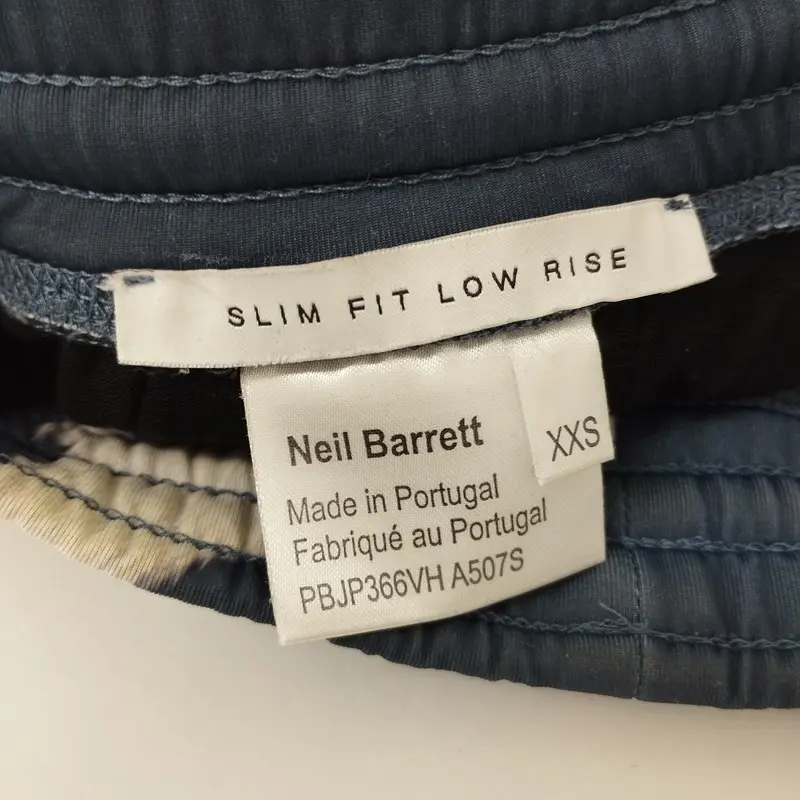 SLIM FIT LOW RISE
Neil Barrett
XXS
Made in Portugal
Fabriqué au Portugal
PBJP366VH A507S